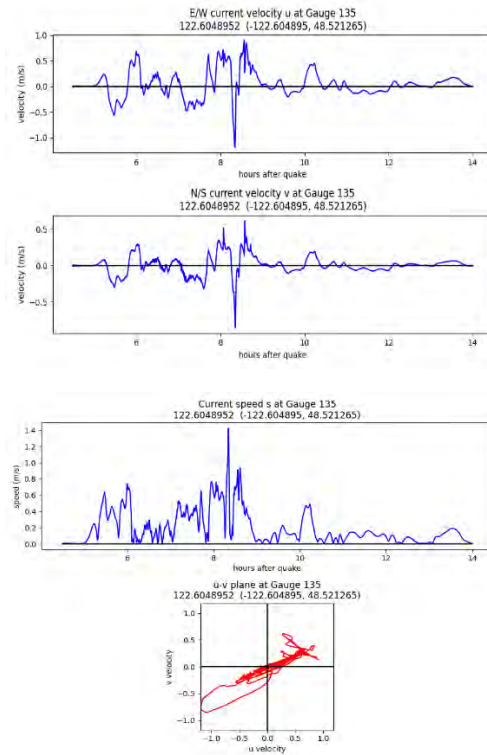 E/W current velocity u at Gauge 135
122.6048952 (-122.604895, 48.521265)
1.0
0.5
0.0
−0.5
−1.0
velocity (m/s)
6
8
10
12
14
hours after quake
N/S current velocity v at Gauge 135
122.6048952 (-122.604895, 48.521265)
0.5
0.0
−0.5
velocity (m/s)
6
8
10
12
14
hours after quake
Current speed s at Gauge 135
122.6048952 (-122.604895, 48.521265)
1.4
1.2
1.0
0.8
0.6
0.4
0.2
0.0
speed (m/s)
6
8
10
12
14
hours after quake
u-v plane at Gauge 135
122.6048952 (-122.604895, 48.521265)
1.0
0.5
0.0
−0.5
−1.0
v velocity
−1.0
−0.5
0.0
0.5
1.0
u velocity